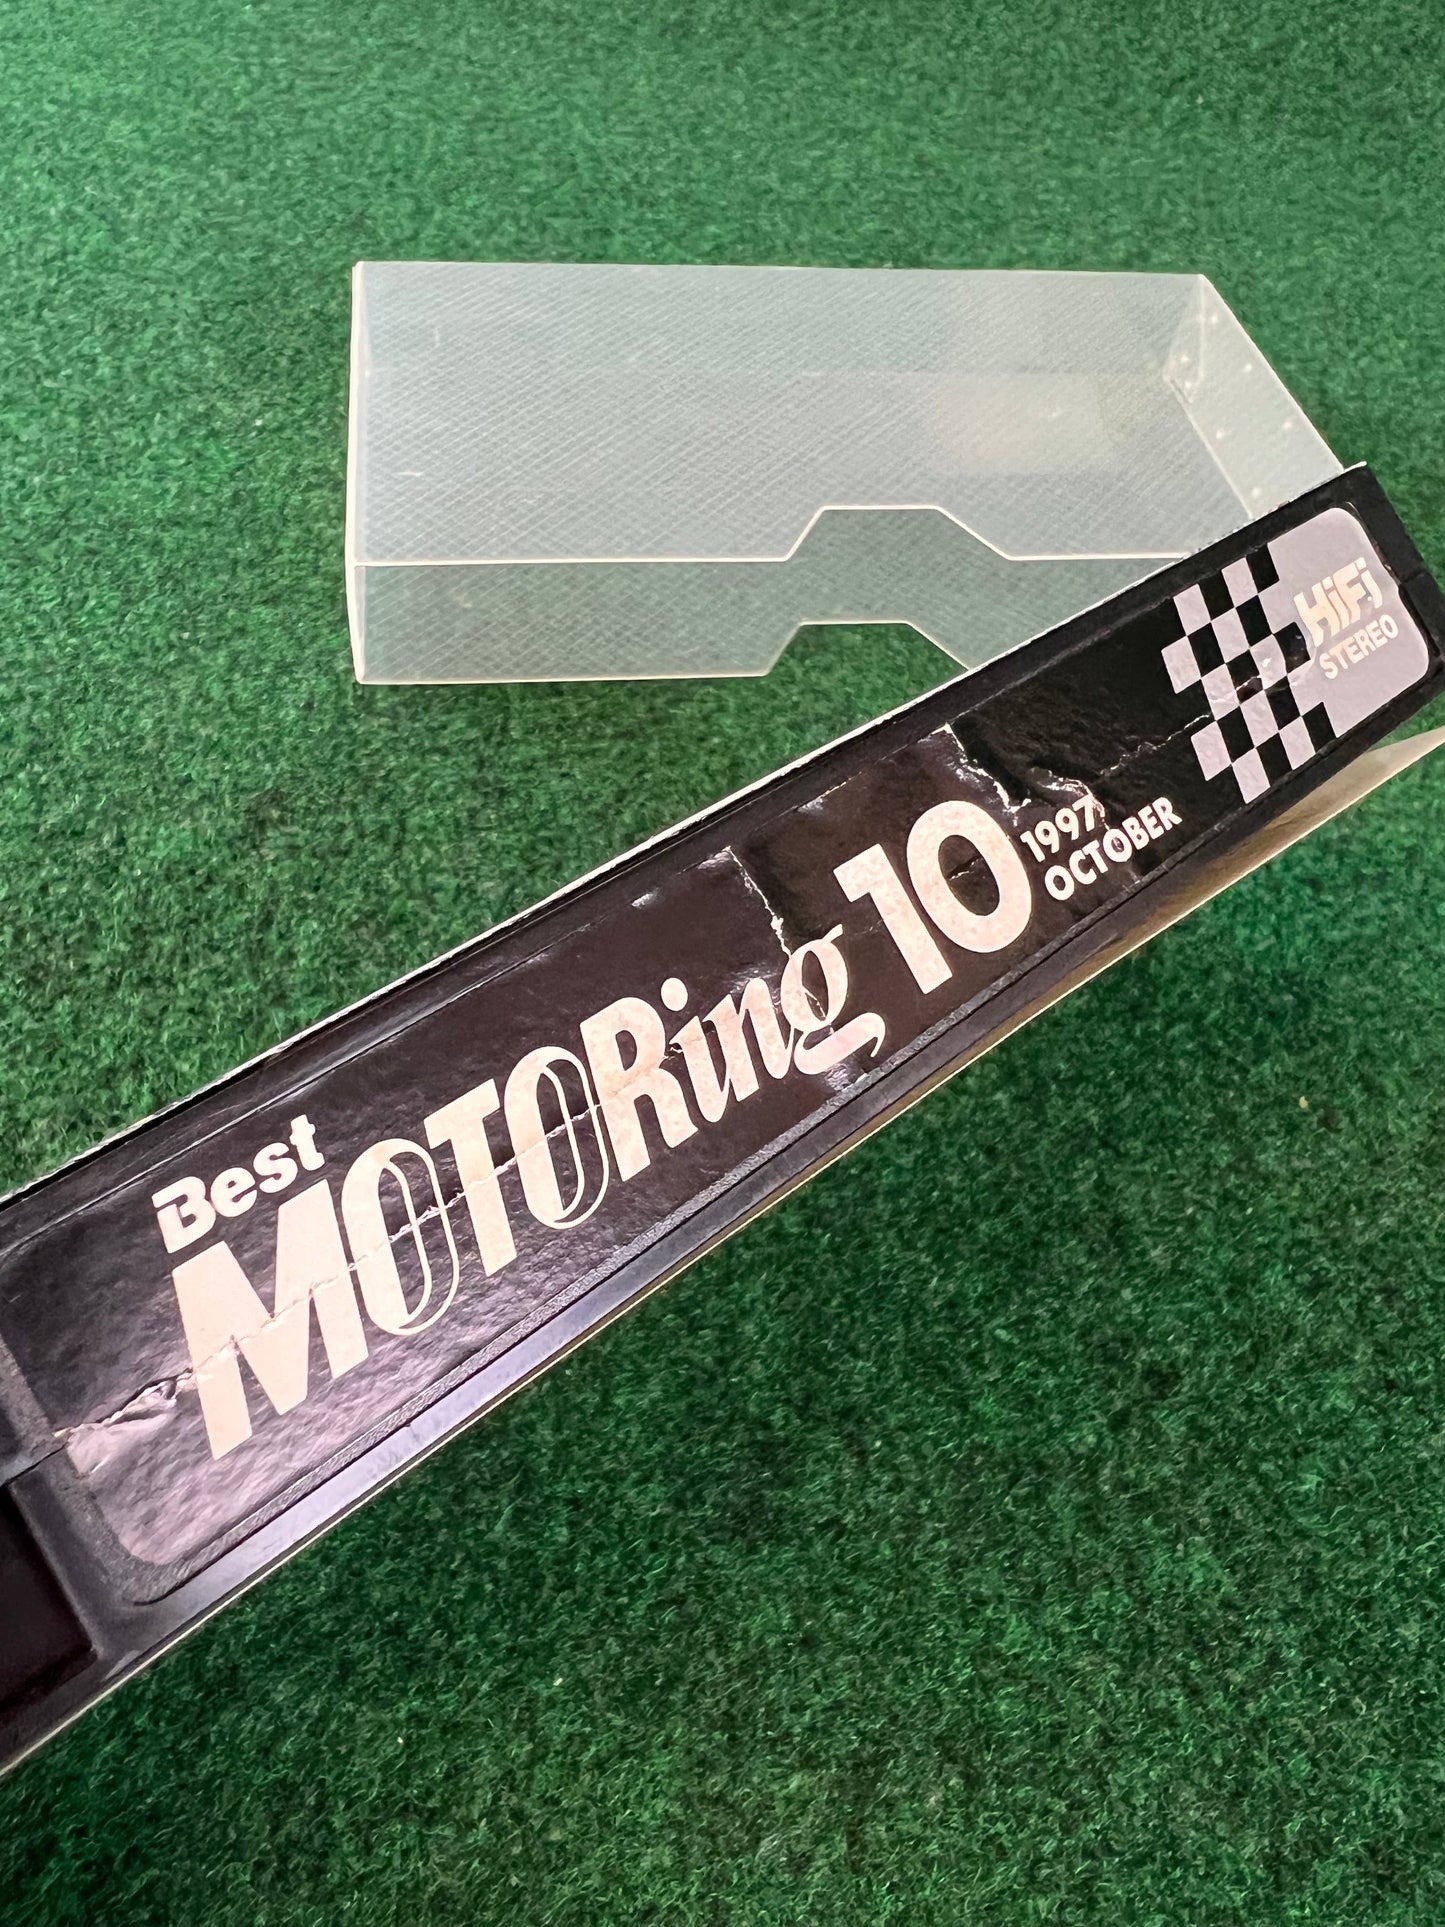 Best
MOTORing 10
1997
OCTOBER
HiFi
STEREO